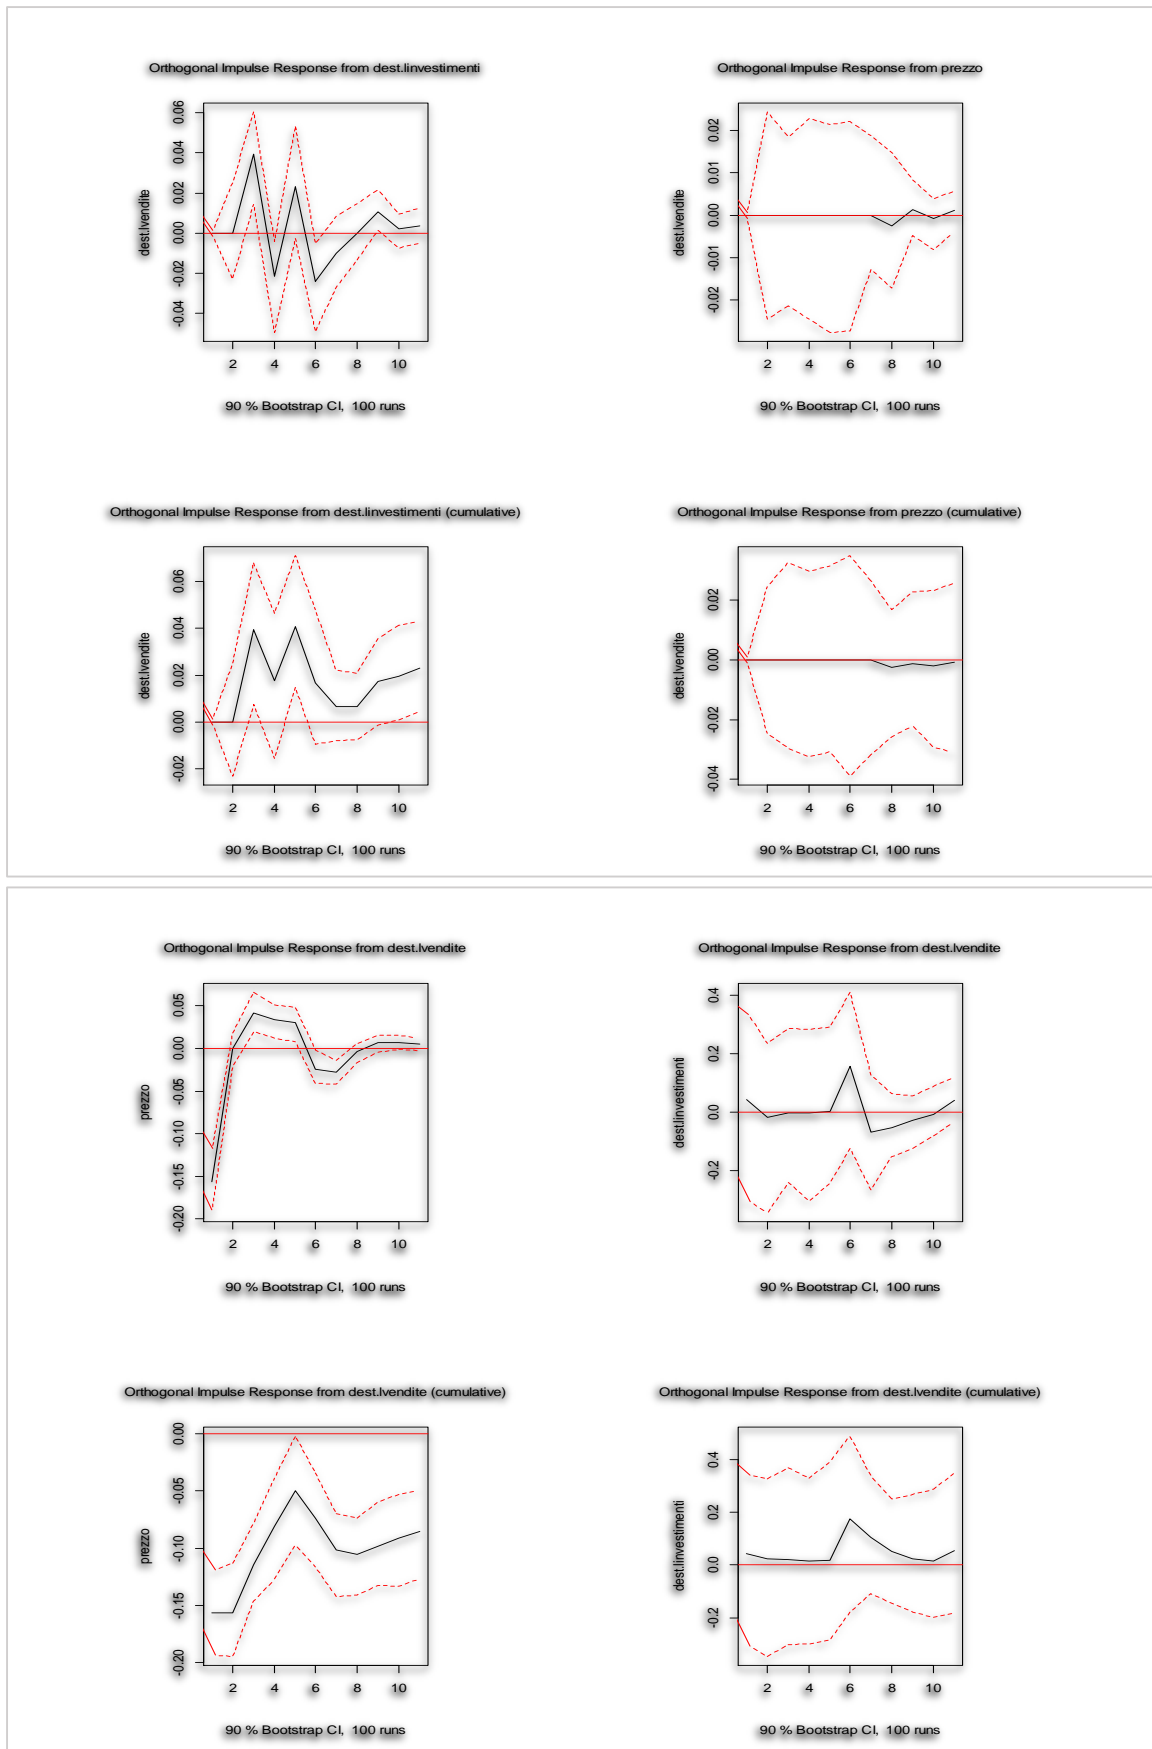 Orthogonal Impulse Response from dest.linvestimenti
dest.lvendite
0.06
0.04
0.02
0.00
-0.02
-0.04
2 4 6 8 10
90 % Bootstrap CI, 100 runs
Orthogonal Impulse Response from prezzo
dest.lvendite
0.02
0.01
0.00
-0.01
-0.02
2 4 6 8 10
90 % Bootstrap CI, 100 runs
Orthogonal Impulse Response from dest.linvestimenti (cumulative)
dest.lvendite
0.06
0.04
0.02
0.00
-0.02
2 4 6 8 10
90 % Bootstrap CI, 100 runs
Orthogonal Impulse Response from prezzo (cumulative)
dest.lvendite
0.02
0.00
-0.02
-0.04
2 4 6 8 10
90 % Bootstrap CI, 100 runs
Orthogonal Impulse Response from dest.lvendite
prezzo
0.05
0.00
-0.05
-0.10
-0.15
-0.20
2 4 6 8 10
90 % Bootstrap CI, 100 runs
Orthogonal Impulse Response from dest.lvendite
dest.linvestimenti
0.4
0.2
0.0
-0.2
2 4 6 8 10
90 % Bootstrap CI, 100 runs
Orthogonal Impulse Response from dest.lvendite (cumulative)
prezzo
0.00
-0.05
-0.10
-0.15
-0.20
2 4 6 8 10
90 % Bootstrap CI, 100 runs
Orthogonal Impulse Response from dest.lvendite (cumulative)
dest.linvestimenti
0.4
0.2
0.0
-0.2
2 4 6 8 10
90 % Bootstrap CI, 100 runs